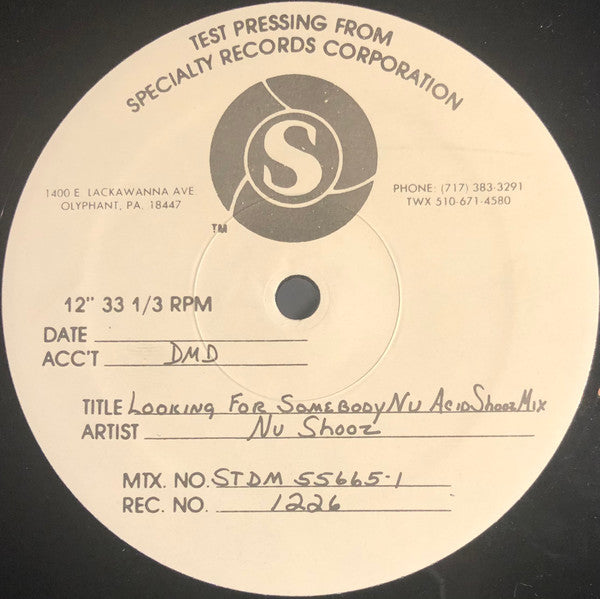 TEST PRESSING FROM
SPECIALTY RECORDS CORPORATION
S
TM
1400 E. LACKAWANNA AVE.
OLYPHANT, PA. 18447
PHONE: (717) 383-3291
TWX 510-671-4580
12" 33 1/3 RPM
DATE
ACC'T DMD
TITLE LOOKING FOR SOMEBODY NU ACID SHOOZ MIX
ARTIST NU SHOOZ
MTX. NO. STDM 55665-1
REC. NO. 1226